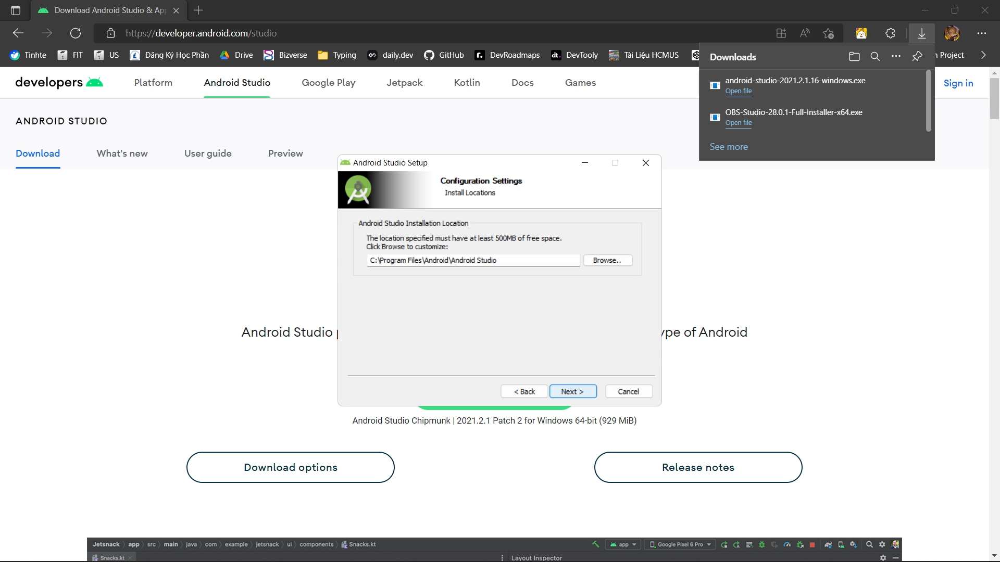 Download Android Studio & Ap
https://developer.android.com/studio
Tinhte FIT US Đăng Ký Học Phần Drive Bizverse Typing daily.dev GitHub DevRoadmaps DevTooly Tài Liệu HCMUS Project
Downloads
android-studio-2021.2.1.16-windows.exe
Open file
OBS-Studio-28.0.1-Full-Installer-x64.exe
Open file
See more
developers Platform Android Studio Google Play Jetpack Kotlin Docs Games Sign in
ANDROID STUDIO
Download What's new User guide Preview
Android Studio Setup
Configuration Settings
Install Locations
Android Studio Installation Location
The location specified must have at least 500MB of free space.
Click Browse to customize:
C:\Program Files\Android\Android Studio Browse..
Android Studio ype of Android
< Back Next > Cancel
Android Studio Chipmunk | 2021.2.1 Patch 2 for Windows 64-bit (929 MiB)
Download options Release notes
Jetsnack app src main java com example jetsnack ui components Snacks.kt app Google Pixel 6 Pro
Snacks.kt Layout Inspector